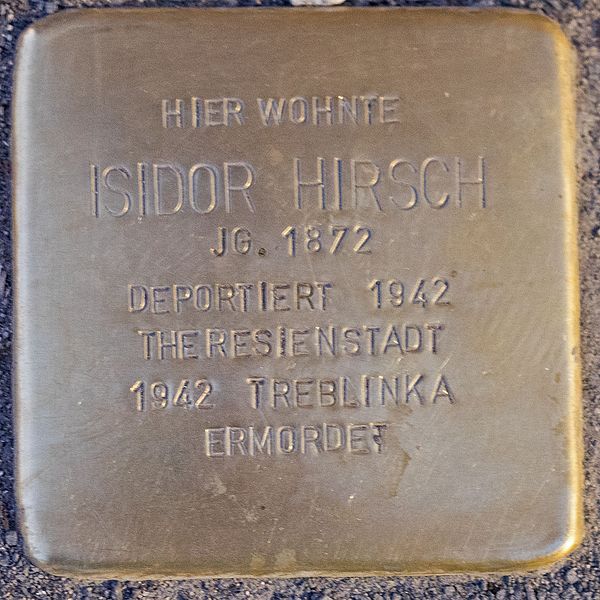 HIER WOHNTE
ISIDOR HIRSCH
JG. 1872
DEPORTIERT 1942
THERESIENSTADT
1942 TREBLINKA
ERMORDET